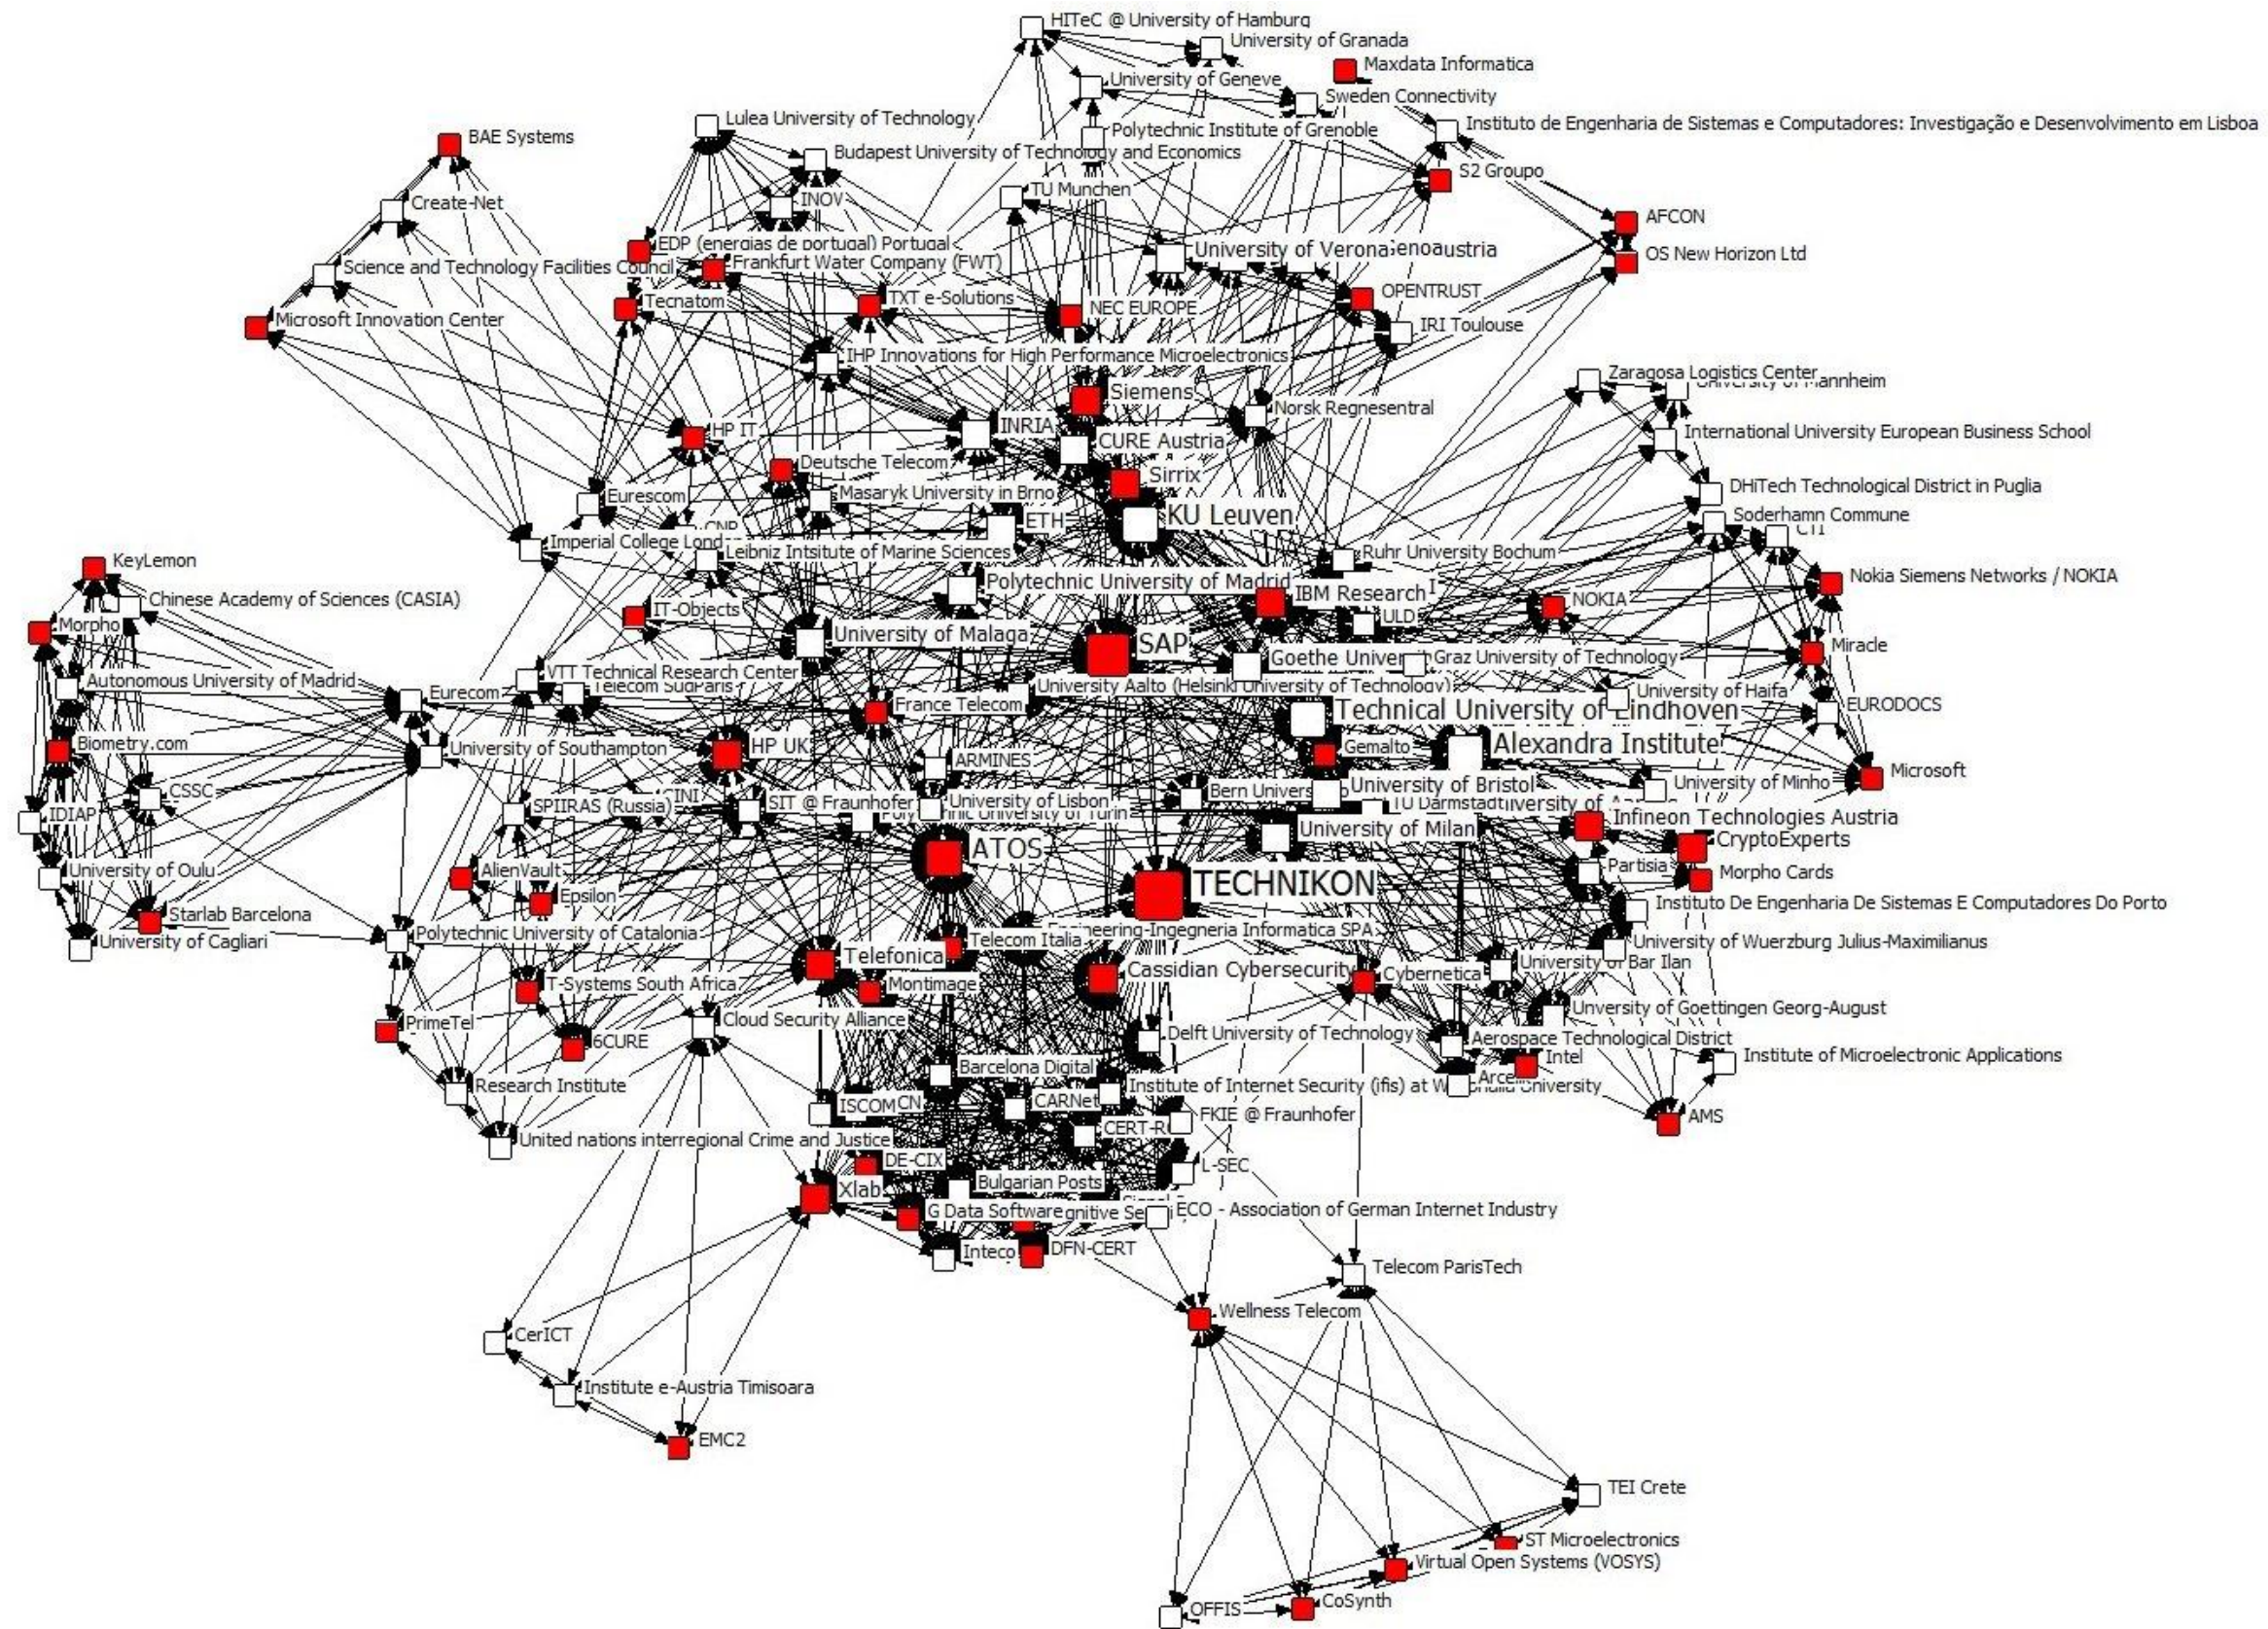 HITeC @ University of Hamburg
University of Granada
Maxdata Informatica
University of Geneve
Sweden Connectivity
Lulea University of Technology
Instituto de Engenharia de Sistemas e Computadores: Investigação e Desenvolvimento em Lisboa
Polytechnic Institute of Grenoble
BAE Systems
Budapest University of Technology and Economics
S2 Groupo
TU Munchen
INOV
Create-Net
AFCON
EDP (energias de portugal) Portugal
University of Verona
austria
OS New Horizon Ltd
Frankfurt Water Company (FWT)
Science and Technology Facilities Council
OPENTRUST
TXT e-Solutions
Tecnatom
NEC EUROPE
Microsoft Innovation Center
IRI Toulouse
IHP Innovations for High Performance Microelectronics
Zaragosa Logistics Center
Siemens
Norsk Regnesentral
INRIA
HP IT
CURE Austria
International University European Business School
Deutsche Telecom
Sirrix
DHiTech Technological District in Puglia
Masaryk University in Brno
Eurescom
KU Leuven
Soderhamn Commune
ETH
CTI
Imperial College
Leibniz Intsitute of Marine Sciences
Ruhr University Bochum
KeyLemon
Nokia Siemens Networks / NOKIA
Polytechnic University of Madrid
IBM Research
Chinese Academy of Sciences (CASIA)
NOKIA
IT-Objects
ULD
Morpho
University of Malaga
SAP
Miracle
Goethe
Graz University of Technology
VTT Technical Research Center
Autonomous University of Madrid
Telecom SudParis
University Aalto (Helsinki University of Technology)
Eurecom
University of Haifa
France Telecom
EURODOCS
Technical University of Eindhoven
Biometry.com
University of Southampton
HP UK
Gemalto
Alexandra Institute
ARMINES
Microsoft
University of Bristol
University of Minho
CSSC
Bern
SPIIRAS (Russia)
CINI
SIT @ Fraunhofer
University of Lisbon
TU Darmstadt
Polytechnic University of Turin
IDIAP
Infineon Technologies Austria
University of Milan
CryptoExperts
ATOS
Partisia
University of Oulu
AlienVault
Morpho Cards
TECHNIKON
Epsilon
Instituto De Engenharia De Sistemas E Computadores Do Porto
Starlab Barcelona
Engineering-Ingegneria Informatica SPA
Polytechnic University of Catalonia
Telecom Italia
University of Cagliari
University of Wuerzburg Julius-Maximilianus
Telefonica
University of Bar Ilan
Cassidian Cybersecurity
Cybernetica
T-Systems South Africa
Montimage
Unversity of Goettingen Georg-August
Cloud Security Alliance
PrimeTel
Delft University of Technology
6CURE
Aerospace Technological District
Intel
Institute of Microelectronic Applications
Barcelona Digital
Research Institute
Institute of Internet Security (ifis) at
University
ISCOM
CARNet
FKIE @ Fraunhofer
AMS
United nations interregional Crime and Justice
DE-CIX
L-SEC
Xlab
Bulgarian Posts
G Data Software
ECO - Association of German Internet Industry
Inteco
DFN-CERT
Telecom ParisTech
Wellness Telecom
CerICT
Institute e-Austria Timisoara
EMC2
TEI Crete
ST Microelectronics
Virtual Open Systems (VOSYS)
CoSynth
OFFIS